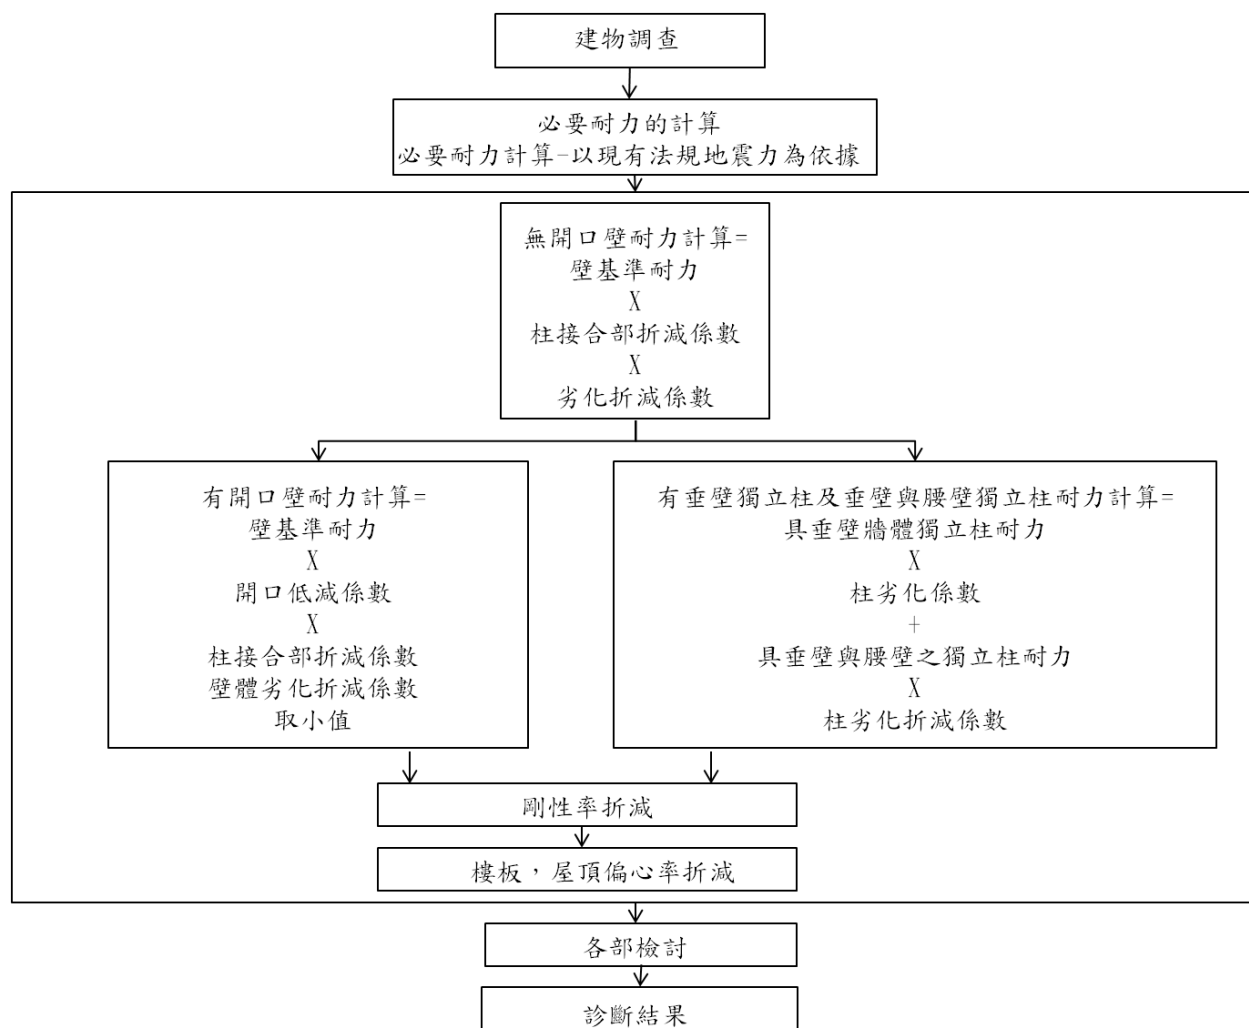 建物調查
必要耐力的計算
必要耐力計算-以現有法規地震力為依據
無開口壁耐力計算=
壁基準耐力
X
柱接合部折減係數
X
劣化折減係數
有開口壁耐力計算=
壁基準耐力
X
開口低減係數
X
柱接合部折減係數
壁體劣化折減係數
取小值
有垂壁獨立柱及垂壁與腰壁獨立柱耐力計算=
具垂壁牆體獨立柱耐力
X
柱劣化係數
+
具垂壁與腰壁之獨立柱耐力
X
柱劣化折減係數
剛性率折減
樓板，屋頂偏心率折減
各部檢討
診斷結果